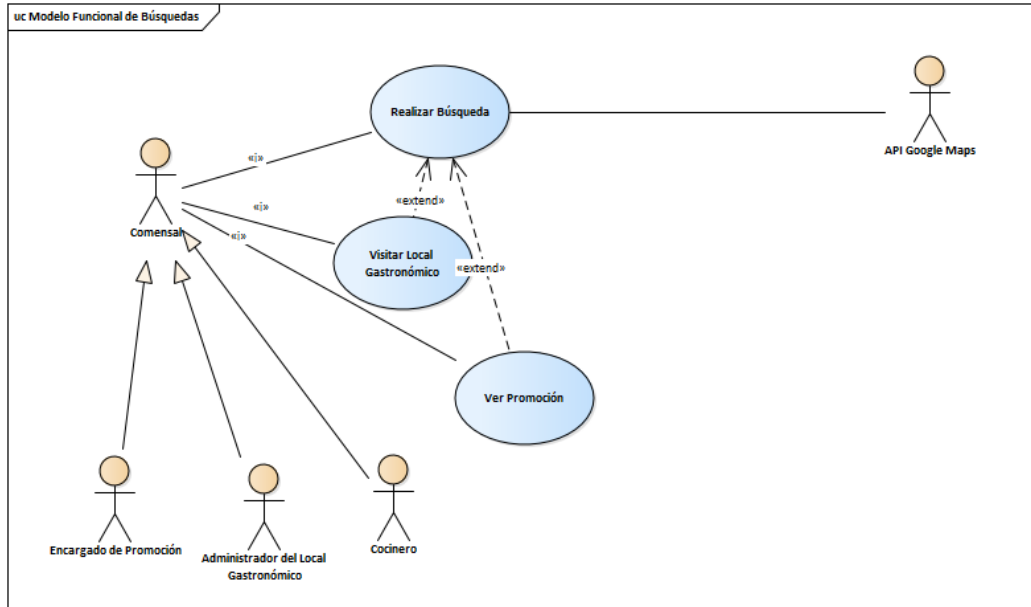 uc Modelo Funcional de Búsquedas
Realizar Búsqueda
API Google Maps
«i»
Comensal
«i»
«extend»
«i»
Visitar Local
Gastronómico
«extend»
Ver Promoción
Encargado de Promoción
Administrador del Local
Gastronómico
Cocinero